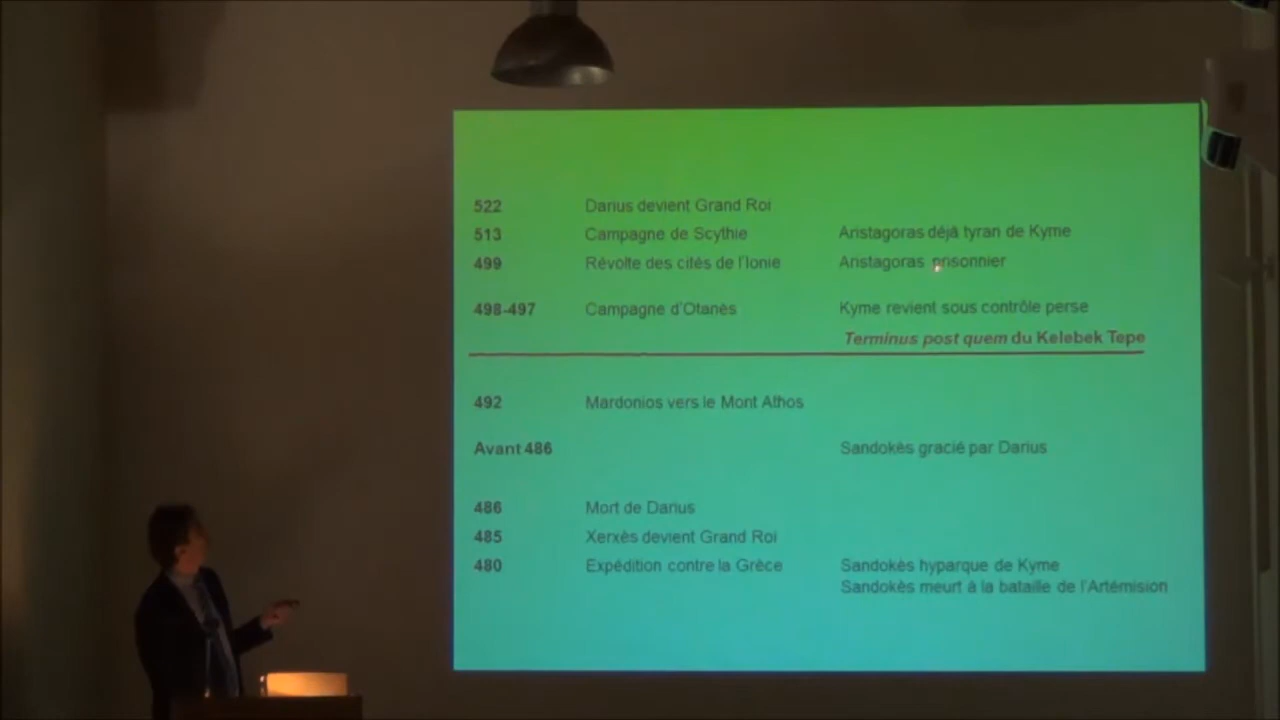 522 Darius devient Grand Roi
513 Campagne de Scythie Aristagoras déjà tyran de Kyme
499 Révolte des cités de l'Ionie Aristagoras prisonnier
498-497 Campagne d'Otanès Kyme revient sous contrôle perse
Terminus post quem du Kelebek Tepe
492 Mardonios vers le Mont Athos
Avant 486 Sandokès gracié par Darius
486 Mort de Darius
485 Xerxès devient Grand Roi
480 Expédition contre la Grèce Sandokès hyparque de Kyme
Sandokès meurt à la bataille de l'Artémision